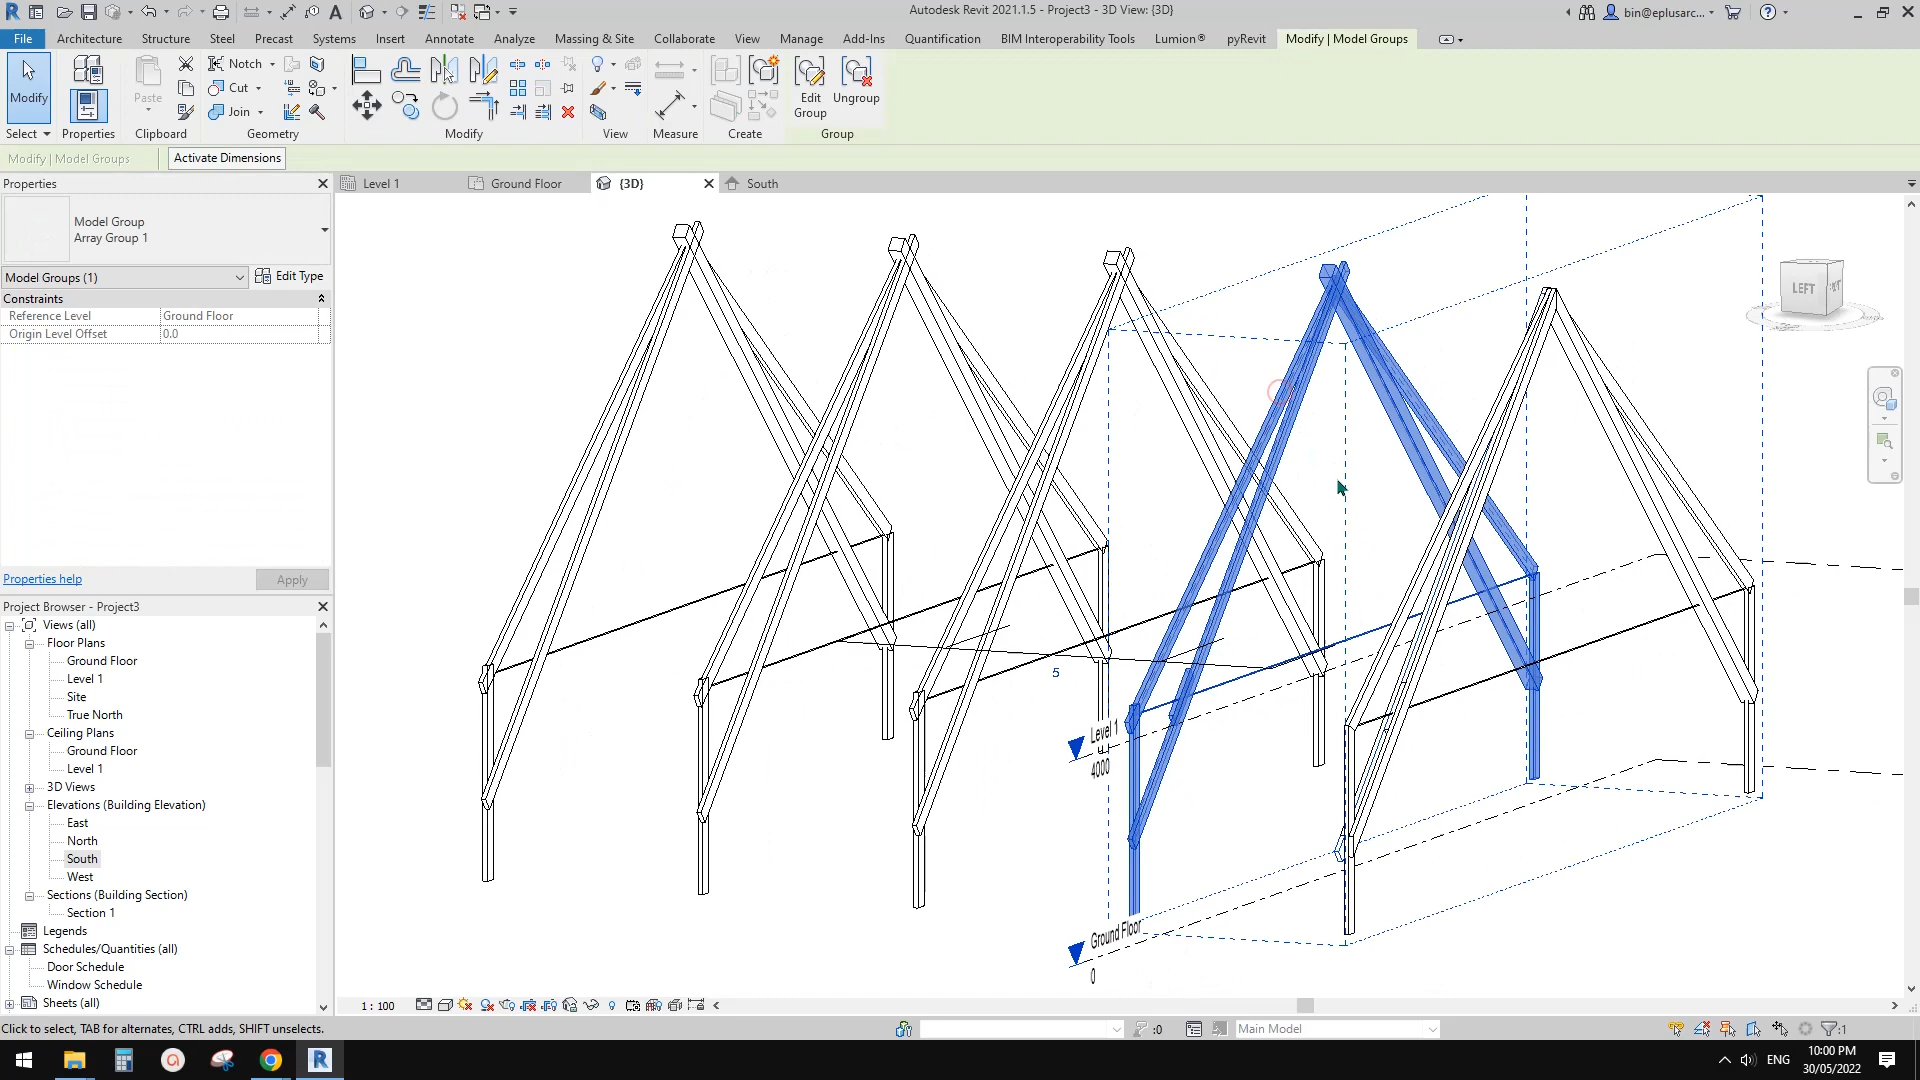 Autodesk Revit 2021.1.5 - Project3 - 3D View: {3D}
bin@eplusarc...
File
Architecture
Structure
Steel
Precast
Systems
Insert
Annotate
Analyze
Massing & Site
Collaborate
View
Manage
Add-Ins
Quantification
BIM Interoperability Tools
Lumion®
pyRevit
Modify | Model Groups
Modify
Paste
Notch
Cut
Join
Edit
Group
Ungroup
Select
Properties
Clipboard
Geometry
Modify
View
Measure
Create
Group
Modify | Model Groups
Activate Dimensions
Properties
Level 1
Ground Floor
{3D}
South
Model Group
Array Group 1
Model Groups (1)
Edit Type
Constraints
Reference Level
Ground Floor
Origin Level Offset
0.0
Properties help
Apply
Project Browser - Project3
Views (all)
Floor Plans
Ground Floor
Level 1
Site
True North
Ceiling Plans
Ground Floor
Level 1
3D Views
Elevations (Building Elevation)
East
North
South
West
Sections (Building Section)
Section 1
Legends
Schedules/Quantities (all)
Door Schedule
Window Schedule
Sheets (all)
LEFT
5
Level 1
4000
Ground Floor
0
1 : 100
Click to select, TAB for alternates, CTRL adds, SHIFT unselects.
:0
Main Model
:1
ENG
10:00 PM
30/05/2022